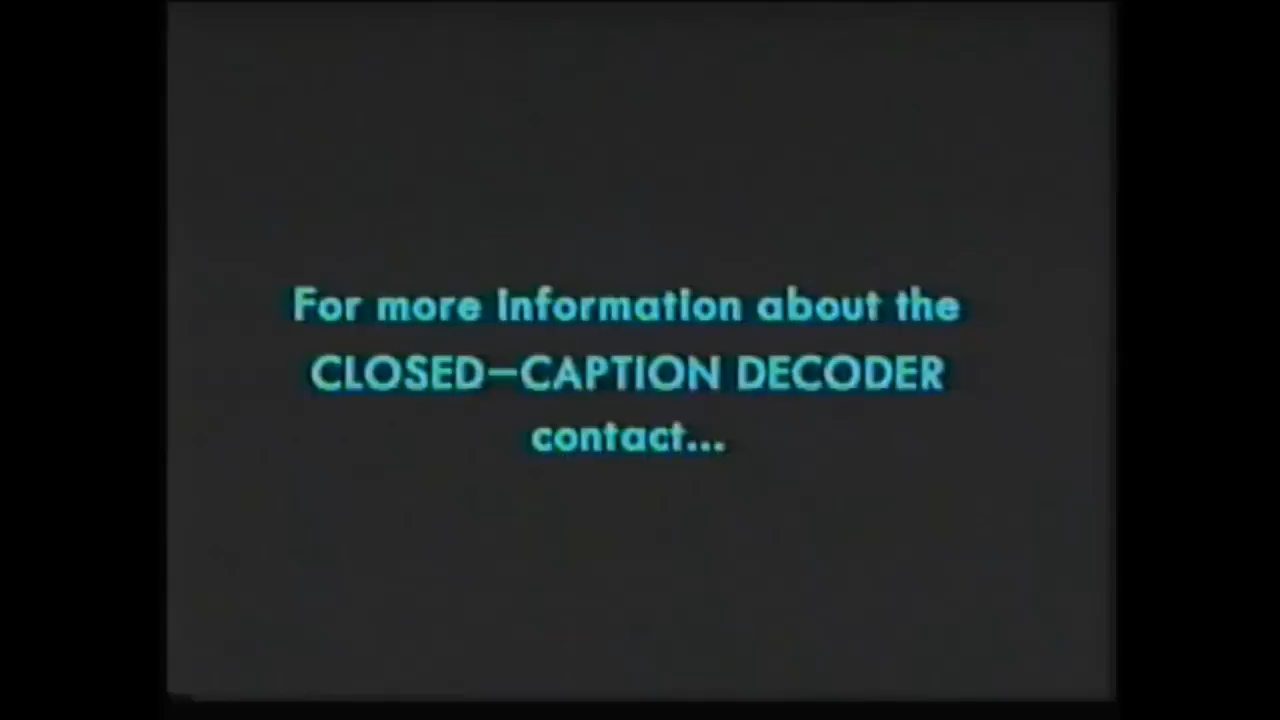 For more information about the
CLOSED–CAPTION DECODER
contact...